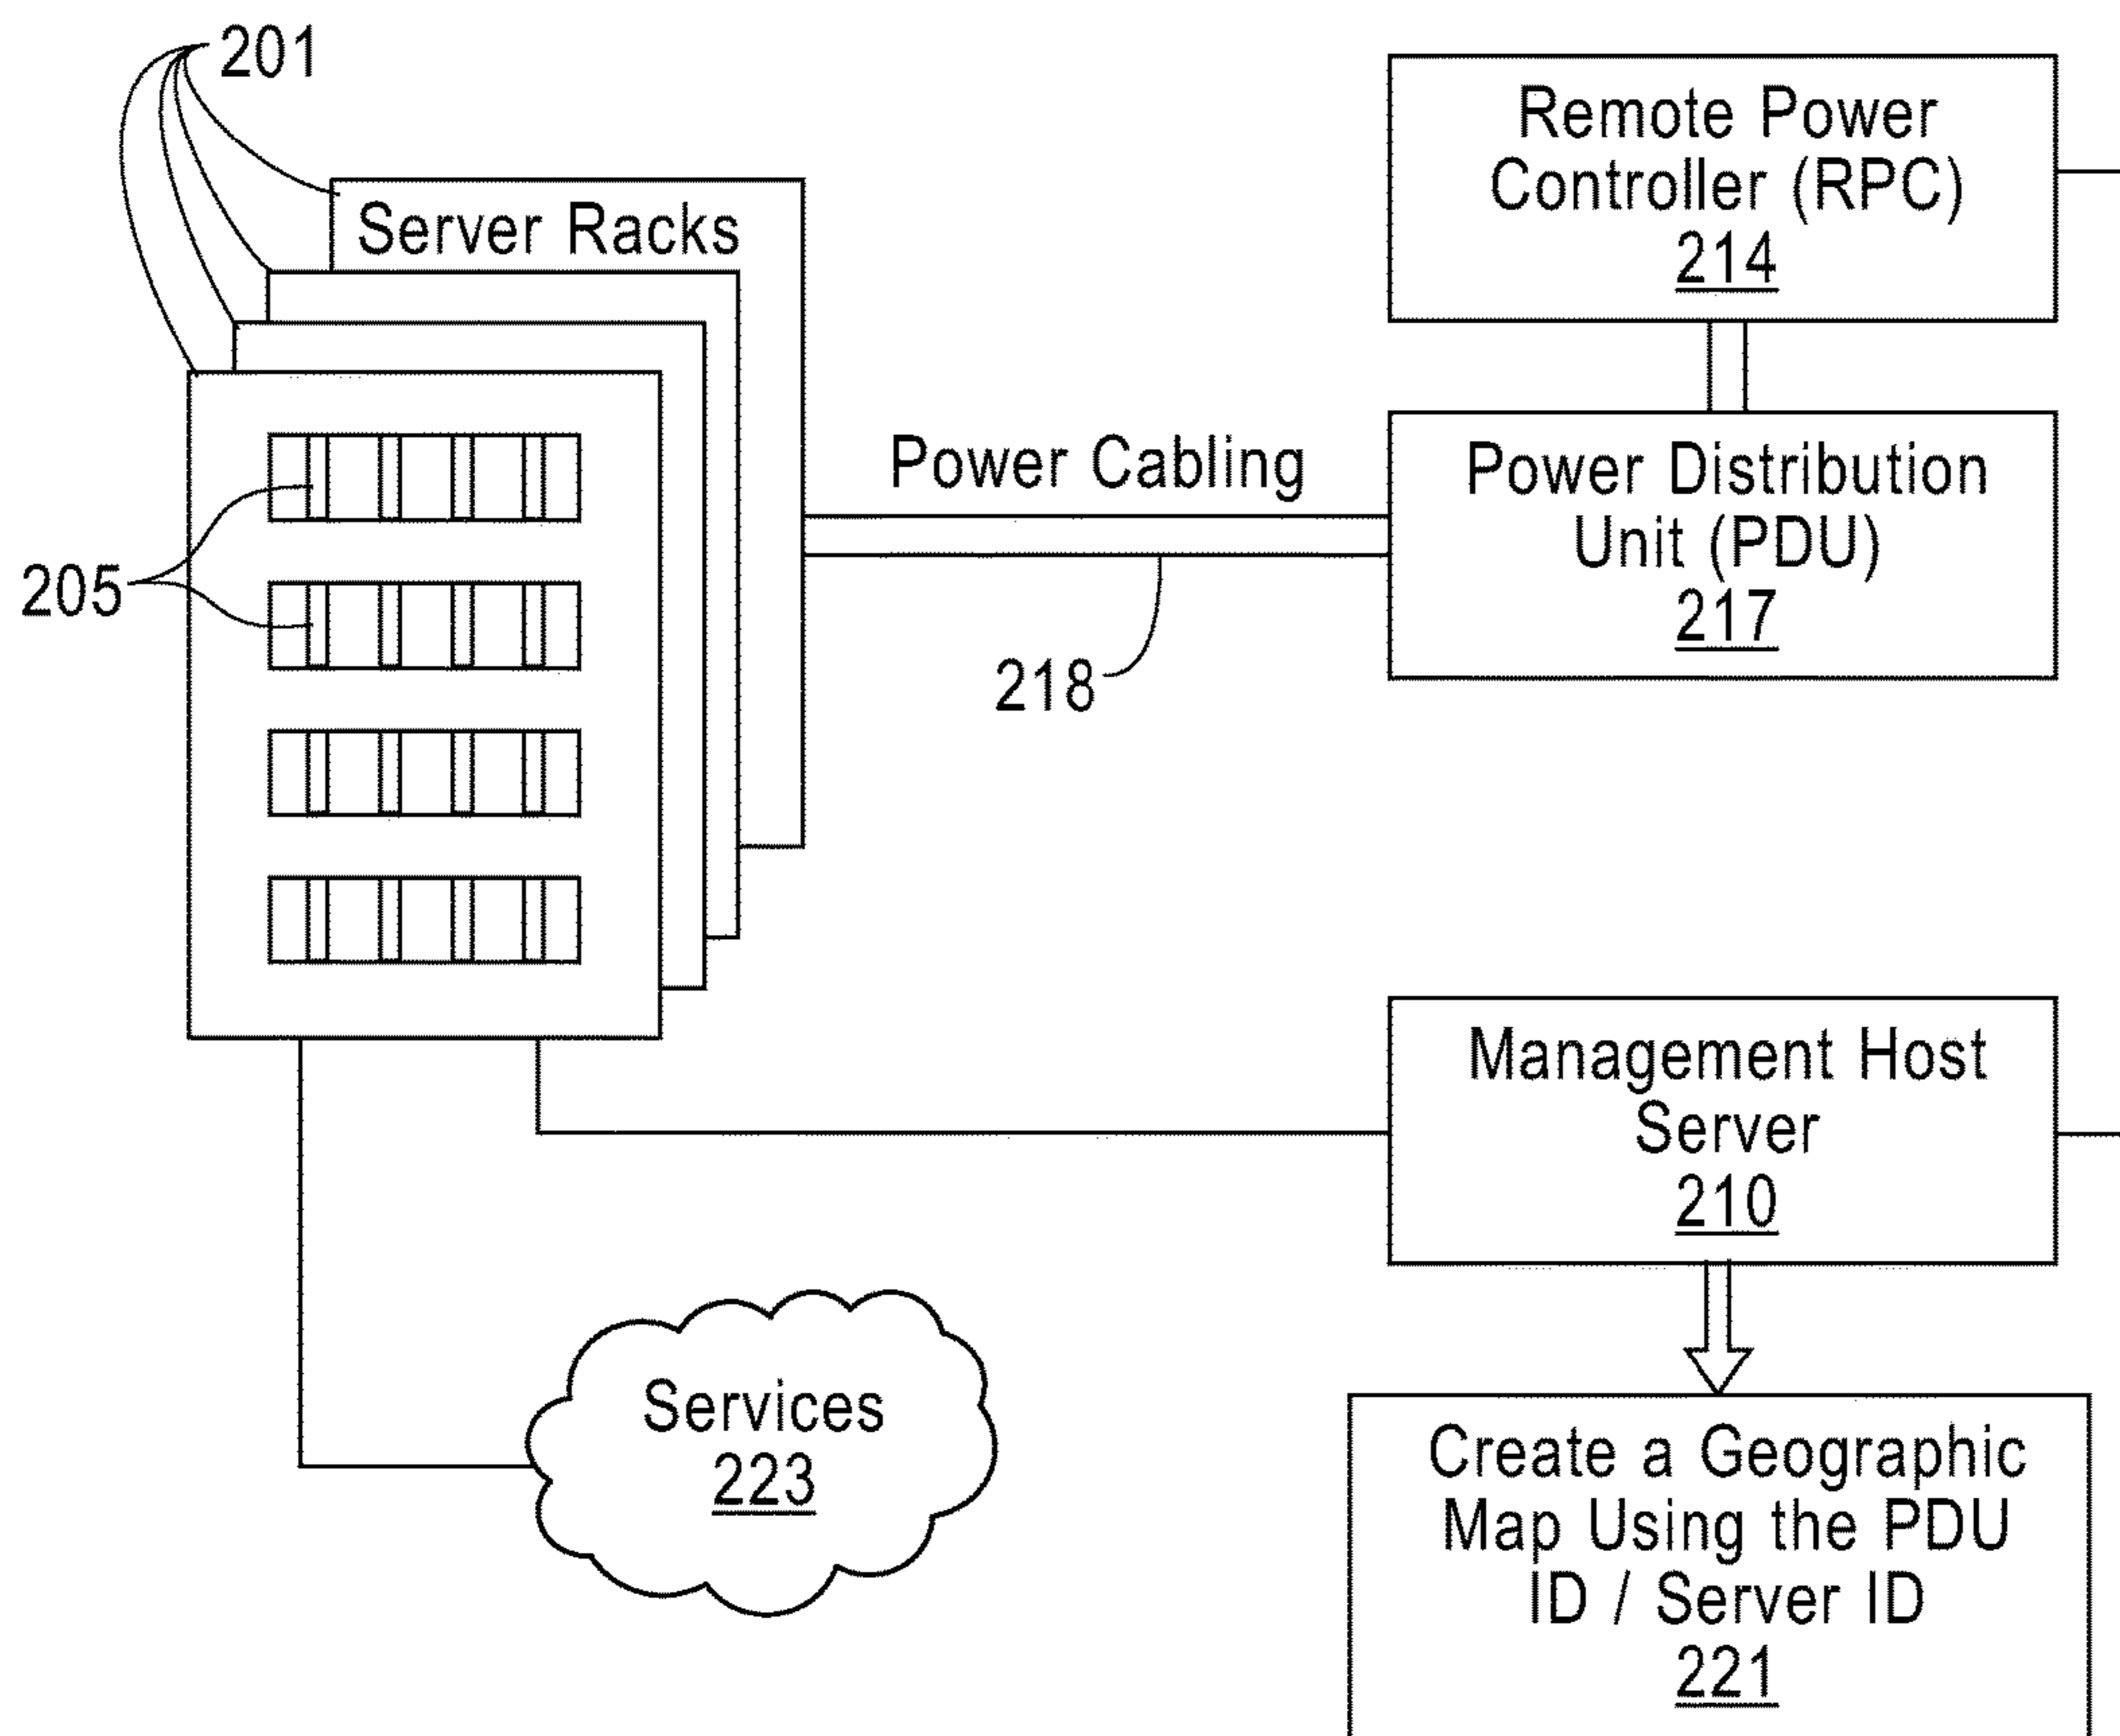 201
Server Racks
205
Power Cabling
218
Remote Power
Controller (RPC)
214
Power Distribution
Unit (PDU)
217
Management Host
Server
210
Services
223
Create a Geographic
Map Using the PDU
ID / Server ID
221